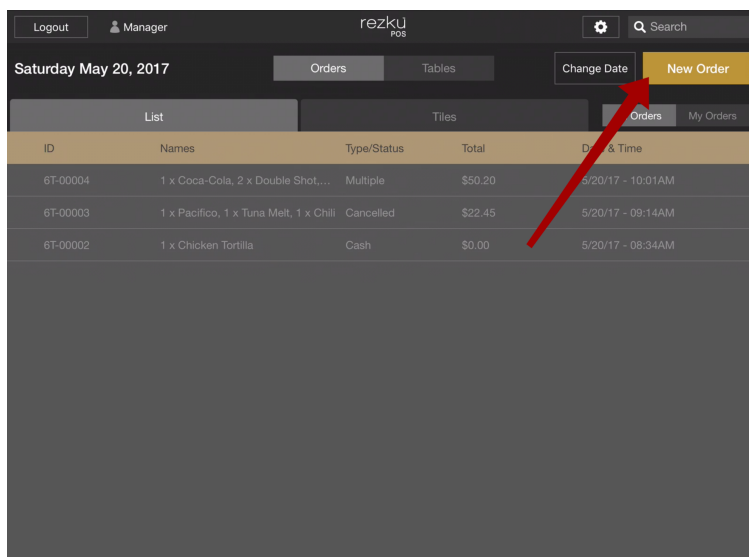 Logout Manager rezku POS Search
Saturday May 20, 2017 Orders Tables Change Date New Order
List Tiles Orders My Orders
ID Names Type/Status Total Date & Time
6T-00004 1 x Coca-Cola, 2 x Double Shot,... Multiple $50.20 5/20/17 - 10:01AM
6T-00003 1 x Pacifico, 1 x Tuna Melt, 1 x Chili Cancelled $22.45 5/20/17 - 09:14AM
6T-00002 1 x Chicken Tortilla Cash $0.00 5/20/17 - 08:34AM